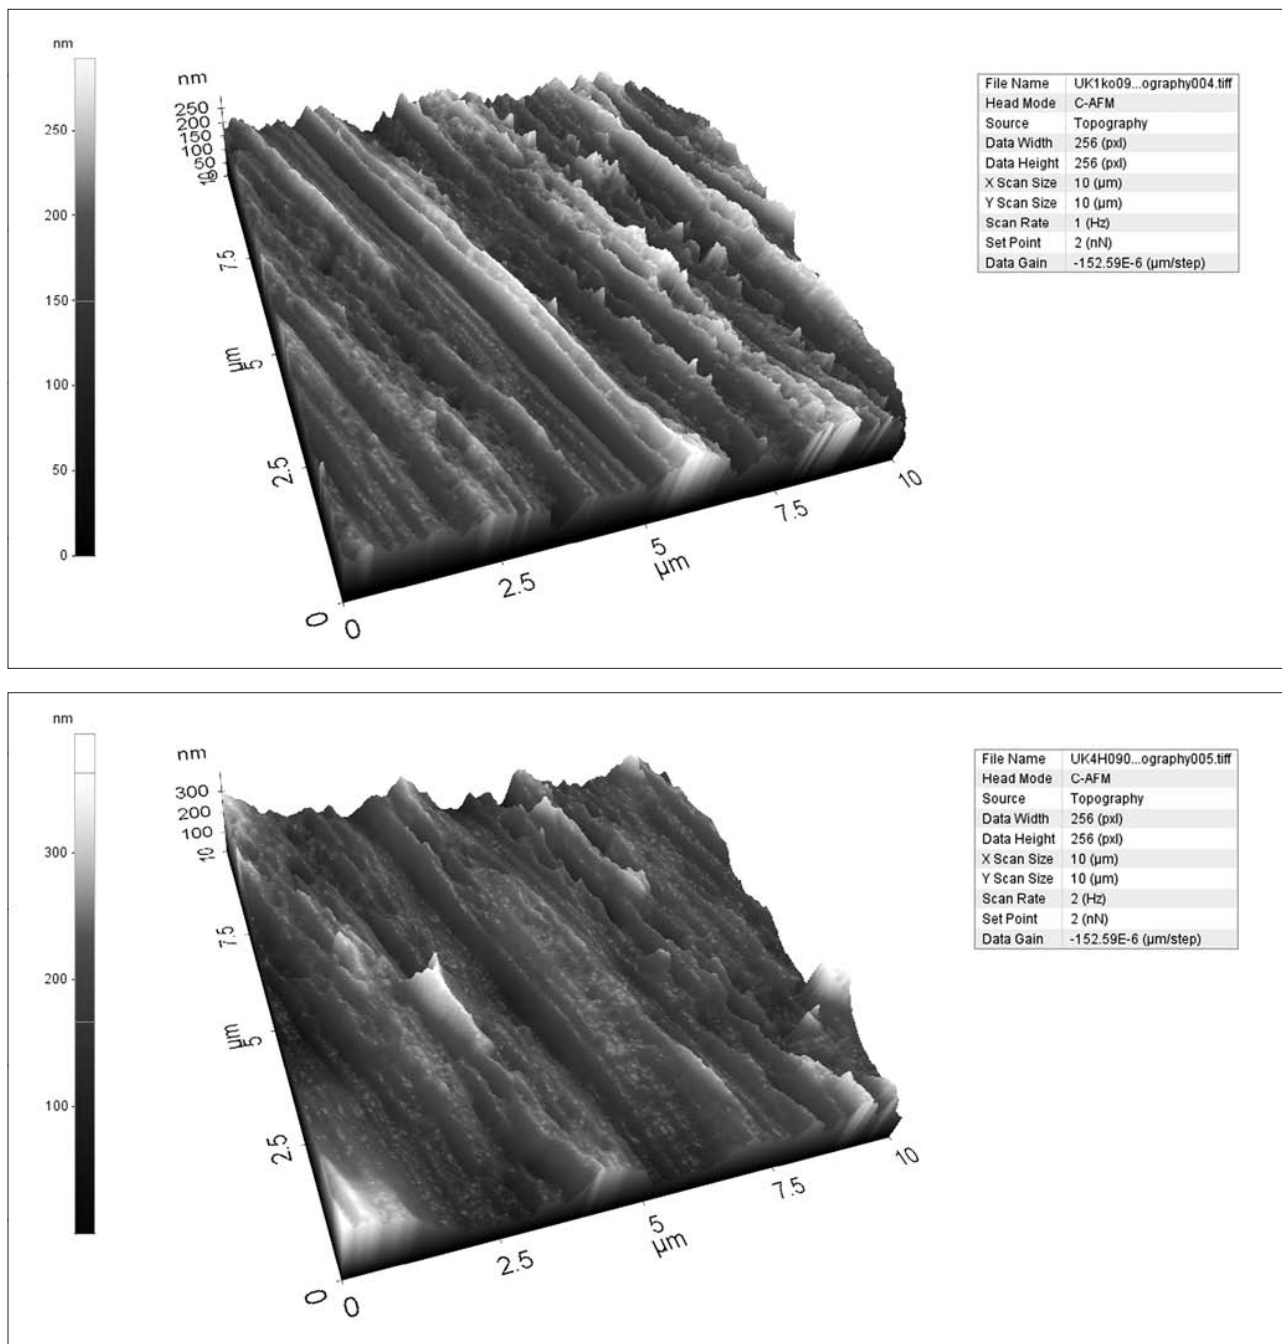 nm
250
200
150
100
50
0
nm
250
200
150
100
50
10
7.5
5
µm
2.5
0
0
2.5
5
µm
7.5
10
File Name UK1ko09...ography004.tiff
Head Mode C-AFM
Source Topography
Data Width 256 (pxl)
Data Height 256 (pxl)
X Scan Size 10 (µm)
Y Scan Size 10 (µm)
Scan Rate 1 (Hz)
Set Point 2 (nN)
Data Gain -152.59E-6 (µm/step)
nm
300
200
100
nm
300
200
100
10
7.5
5
µm
2.5
0
0
2.5
5
µm
7.5
10
File Name UK4H090...ography005.tiff
Head Mode C-AFM
Source Topography
Data Width 256 (pxl)
Data Height 256 (pxl)
X Scan Size 10 (µm)
Y Scan Size 10 (µm)
Scan Rate 2 (Hz)
Set Point 2 (nN)
Data Gain -152.59E-6 (µm/step)